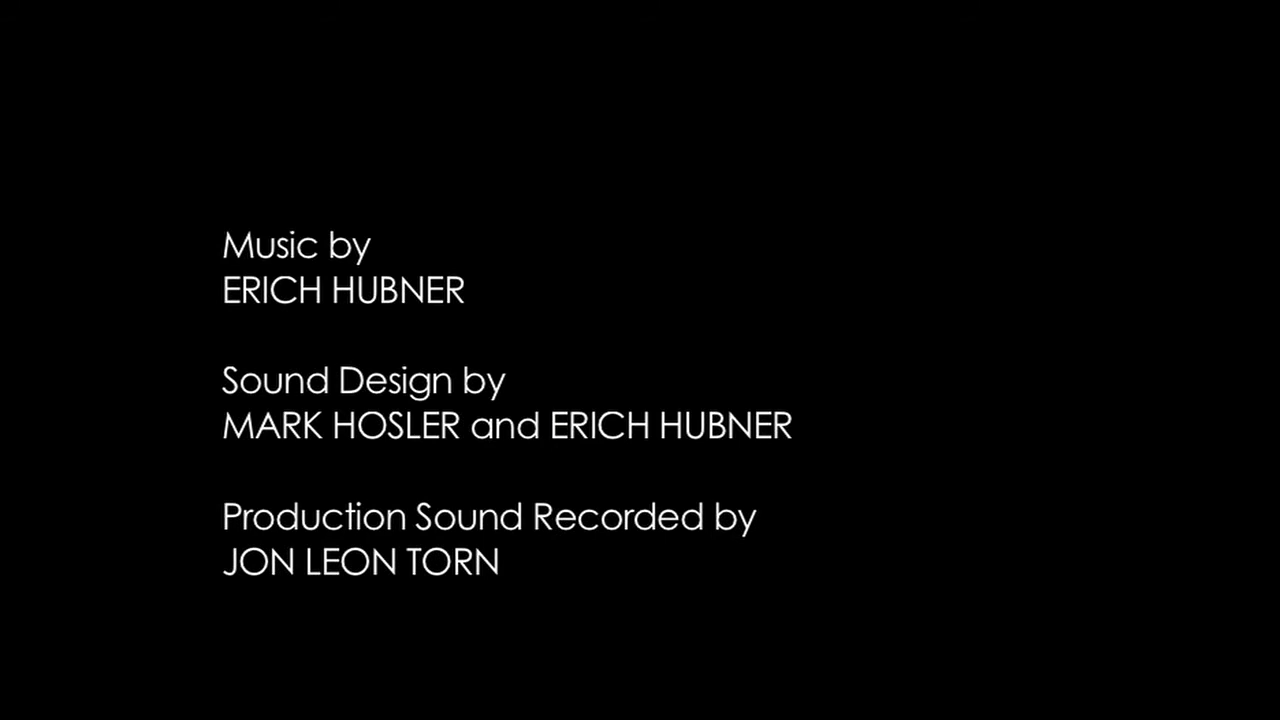 Music by
ERICH HUBNER
Sound Design by
MARK HOSLER and ERICH HUBNER
Production Sound Recorded by
JON LEON TORN